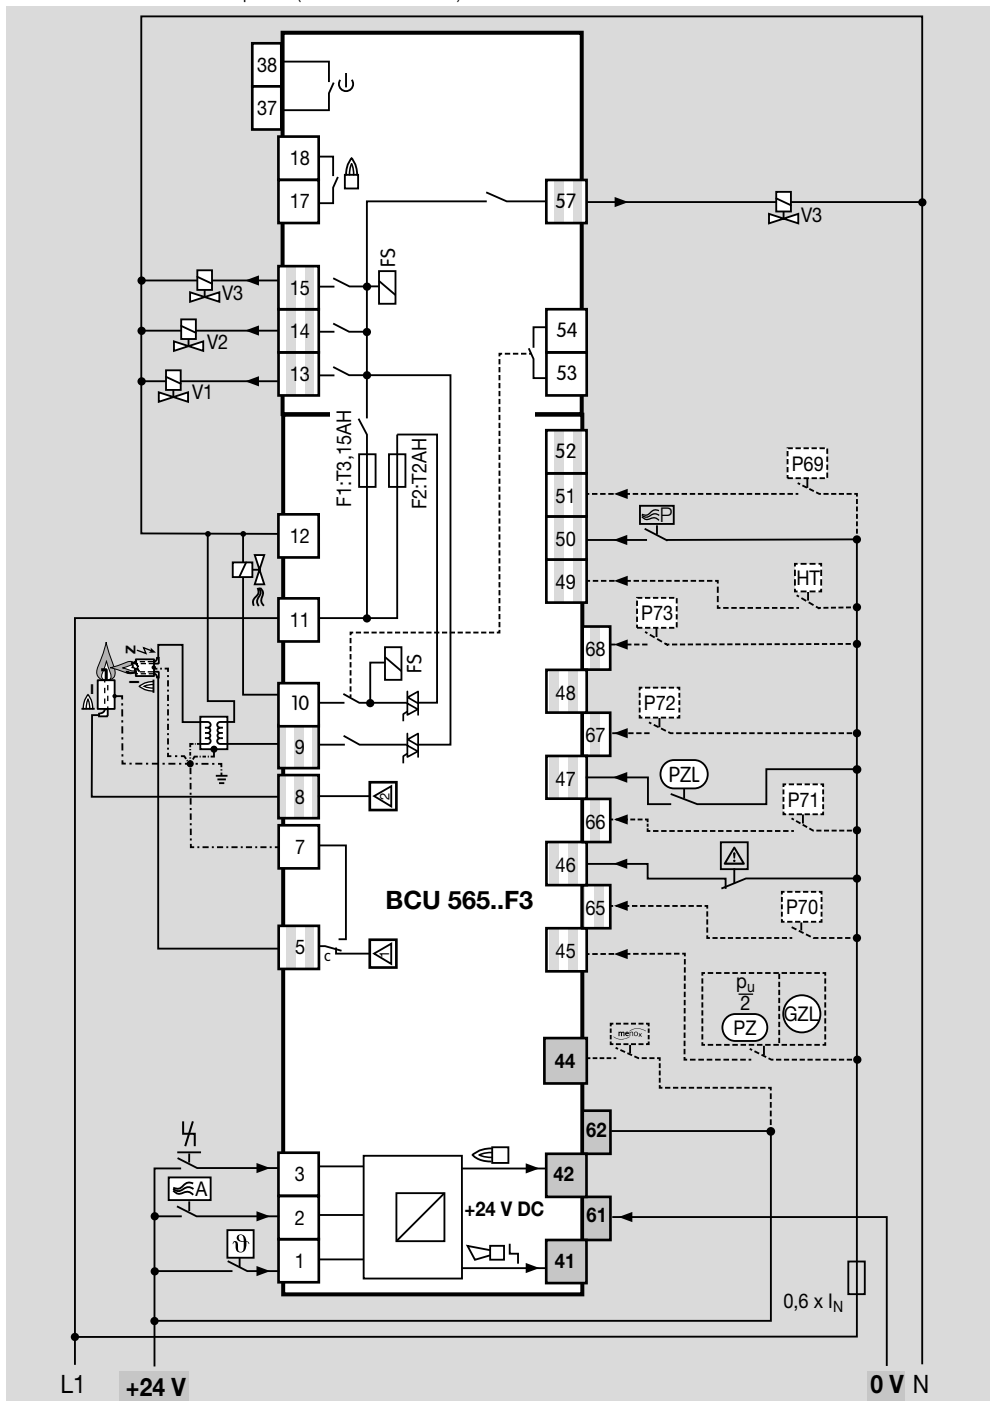 38
37
18
17
57
V3
FS
15
V3
14
V2
13
V1
54
53
F1:T3,15AH
F2:T2AH
52
51
P69
50
P
12
49
HT
11
P73
68
Z
I
I
FS
10
48
P72
67
9
47
PZL
8
2
P71
66
7
46
BCU 565..F3
65
P70
5
c
1
45
pu
2
PZ
GZL
menox
44
62
3
42
A
2
+24 V DC
61
ϑ
1
41
0,6 x IN
L1
+24 V
0 V
N